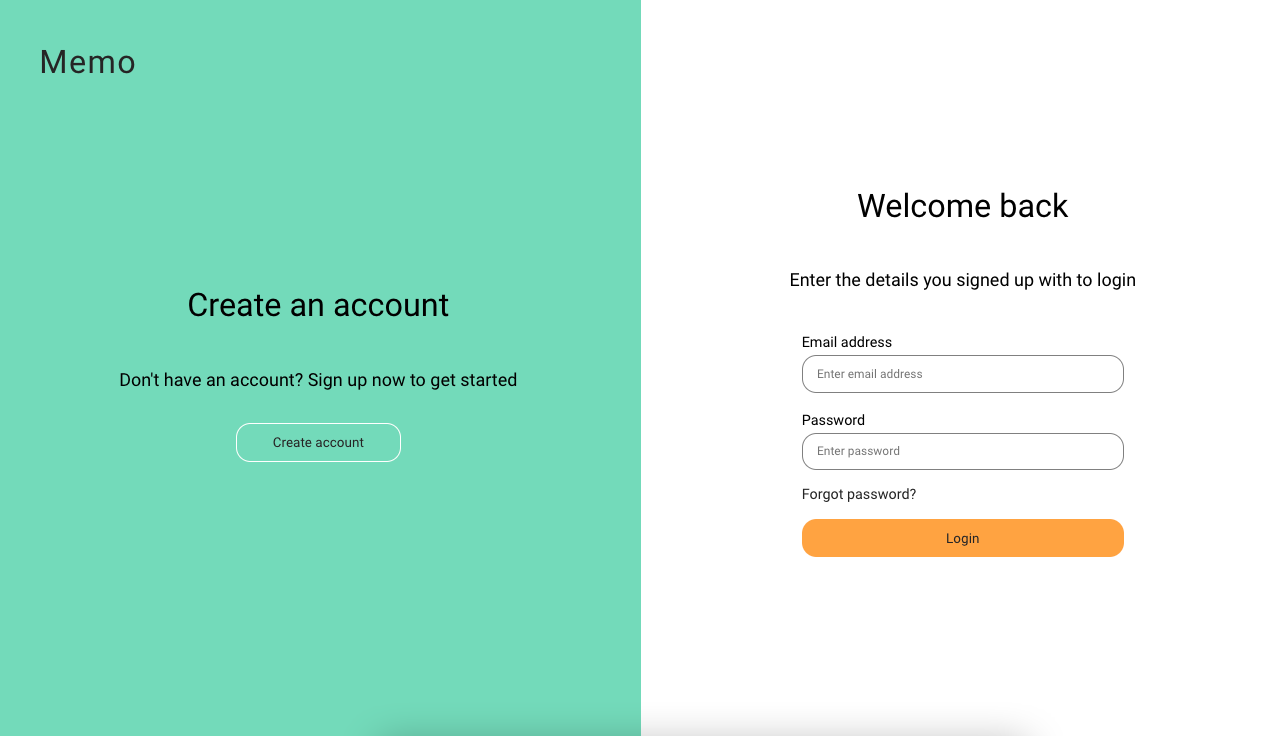 Memo
Create an account
Don't have an account? Sign up now to get started
Create account
Welcome back
Enter the details you signed up with to login
Email address
Enter email address
Password
Enter password
Forgot password?
Login